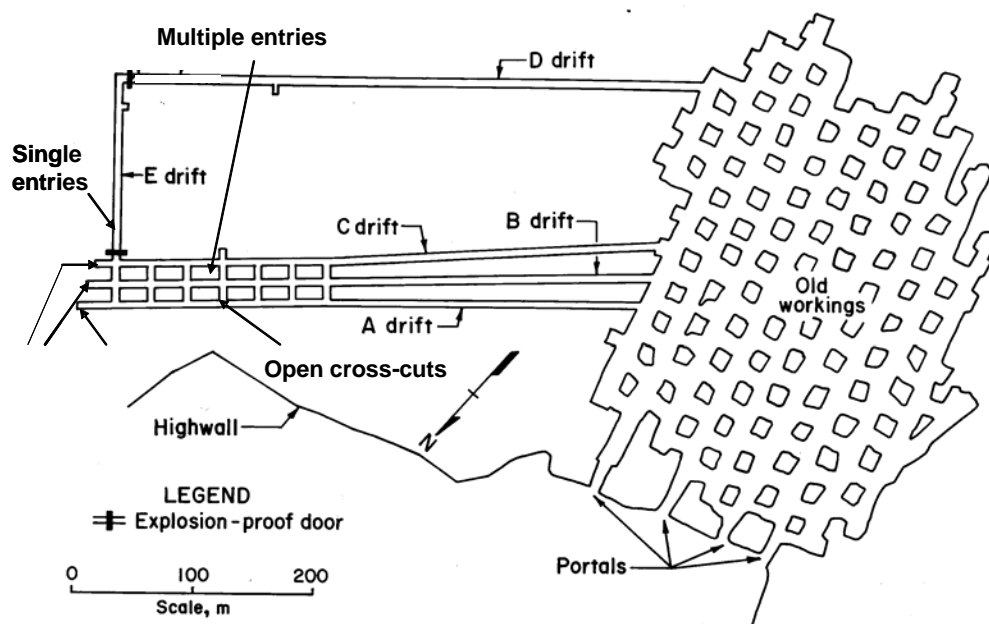 Multiple entries
D drift
Single
entries
E drift
C drift
B drift
Old
workings
A drift
Open cross-cuts
Highwall
N
LEGEND
Explosion-proof door
Portals
0 100 200
Scale, m